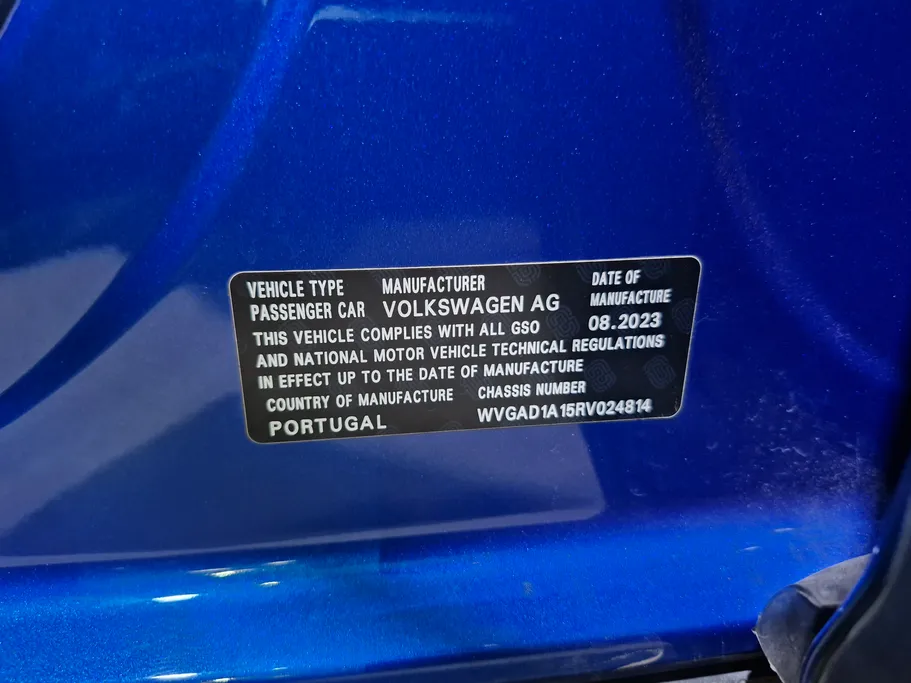 VEHICLE TYPE MANUFACTURER DATE OF
PASSENGER CAR VOLKSWAGEN AG MANUFACTURE
THIS VEHICLE COMPLIES WITH ALL GSO 08.2023
AND NATIONAL MOTOR VEHICLE TECHNICAL REGULATIONS
IN EFFECT UP TO THE DATE OF MANUFACTURE
COUNTRY OF MANUFACTURE CHASSIS NUMBER
PORTUGAL WVGAD1A15RV024814